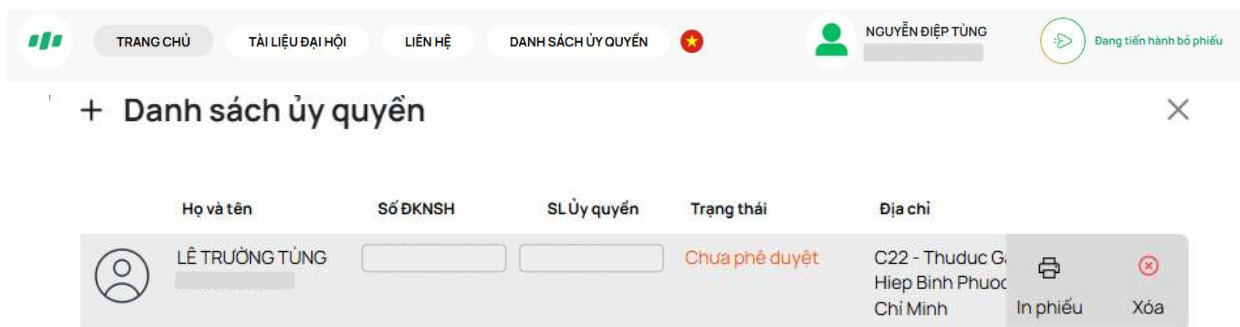 TRANG CHỦ TÀI LIỆU ĐẠI HỘI LIÊN HỆ DANH SÁCH ỦY QUYỀN NGUYỄN ĐIỆP TÙNG Đang tiến hành bỏ phiếu
+ Danh sách ủy quyền
Họ và tên Số ĐKNSH SL Ủy quyền Trạng thái Địa chỉ
LÊ TRƯỜNG TÙNG Chưa phê duyệt C22 - Thuduc G
Hiep Binh Phuoc
Chí Minh In phiếu Xóa